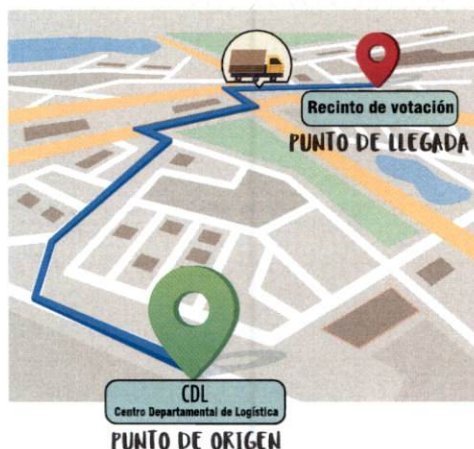 Recinto de votación
PUNTO DE LLEGADA
CDL
Centro Departamental de Logística
PUNTO DE ORIGEN